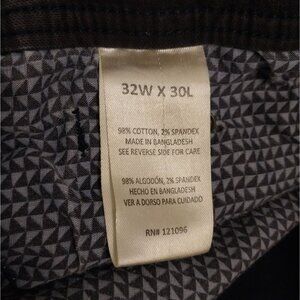 32W X 30L
98% COTTON, 2% SPANDEX
MADE IN BANGLADESH
SEE REVERSE SIDE FOR CARE
98% ALGODÓN, 2% SPANDEX
HECHO EN BANGLADESH
VER A DORSO PARA CUIDADO
RN# 121096